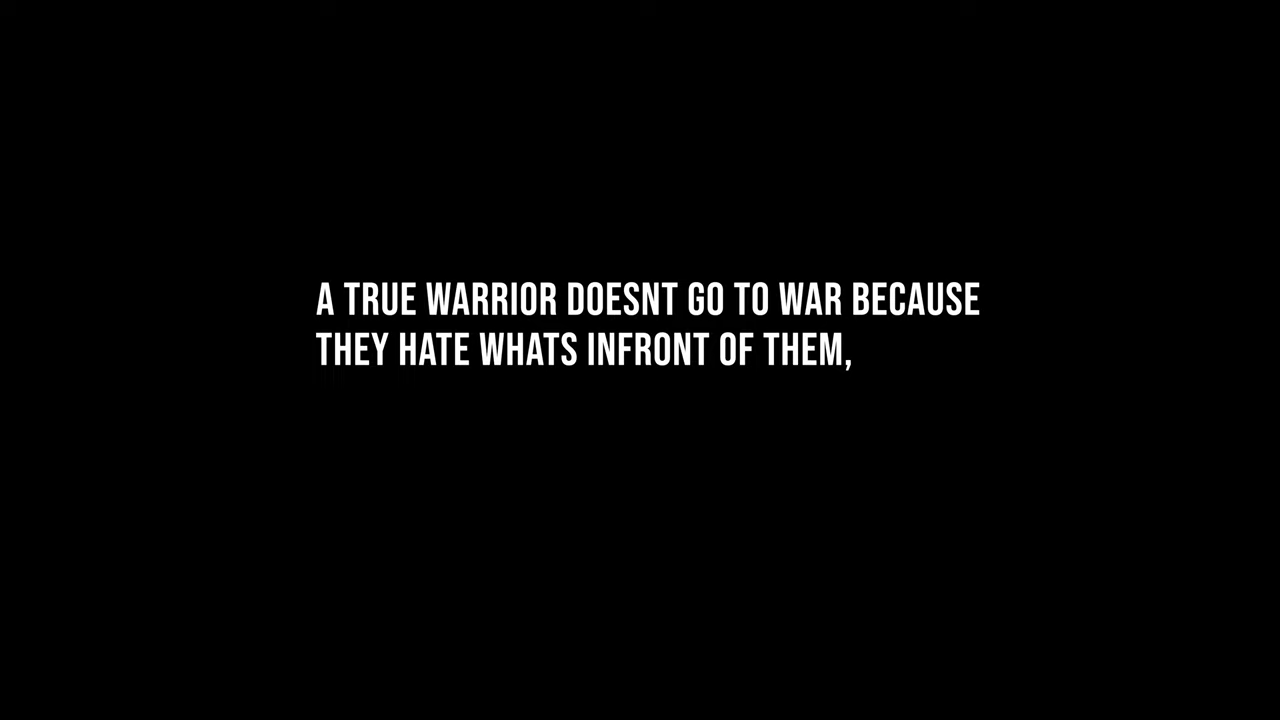 A TRUE WARRIOR DOESNT GO TO WAR BECAUSE
THEY HATE WHATS INFRONT OF THEM,